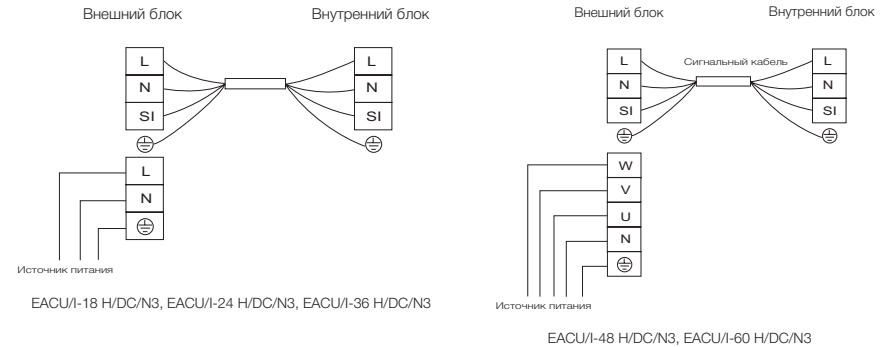 Внешний блок
Внутренний блок
L
N
SI
L
N
SI
L
N
Источник питания
EACU/I-18 H/DC/N3, EACU/I-24 H/DC/N3, EACU/I-36 H/DC/N3
Внешний блок
Внутренний блок
Сигнальный кабель
L
N
SI
L
N
SI
W
V
U
N
Источник питания
EACU/I-48 H/DC/N3, EACU/I-60 H/DC/N3